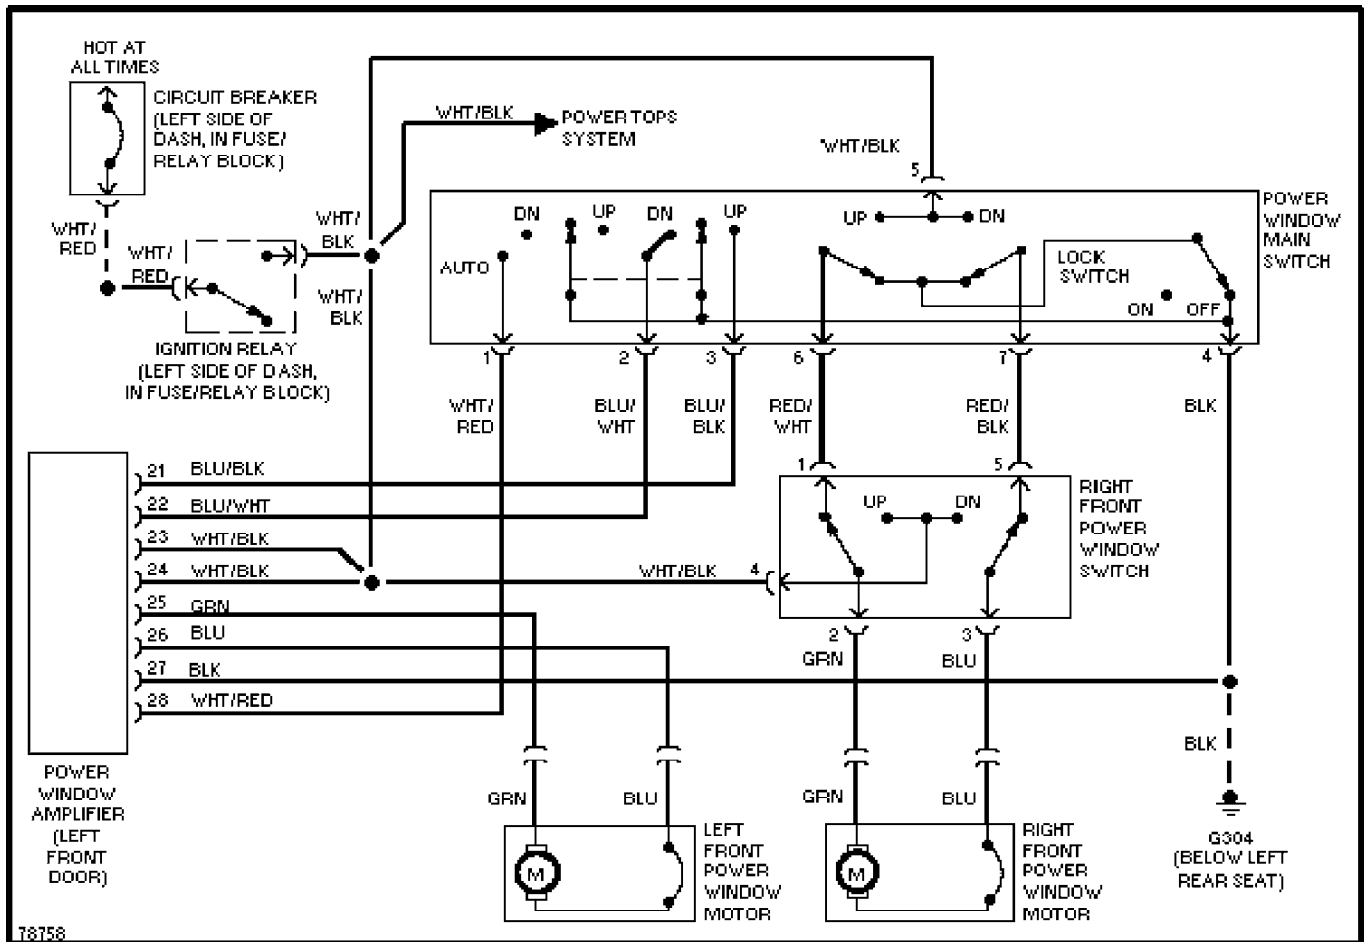 HOT AT
ALL TIMES
CIRCUIT BREAKER
(LEFT SIDE OF
DASH, IN FUSE/
RELAY BLOCK)
WHT/BLK
POWER TOPS
SYSTEM
WHT/BLK
5
POWER
WINDOW
MAIN
SWITCH
UP
DN
DN
UP
DN
UP
AUTO
LOCK
SWITCH
ON
OFF
WHT/
RED
WHT/
RED
WHT/
BLK
WHT/
BLK
IGNITION RELAY
(LEFT SIDE OF DASH,
IN FUSE/RELAY BLOCK)
1
2
3
6
7
4
WHT/
RED
BLU/
WHT
BLU/
BLK
RED/
WHT
RED/
BLK
BLK
21 BLU/BLK
22 BLU/WHT
23 WHT/BLK
24 WHT/BLK
25 GRN
26 BLU
27 BLK
28 WHT/RED
POWER
WINDOW
AMPLIFIER
(LEFT
FRONT
DOOR)
1
5
UP
DN
RIGHT
FRONT
POWER
WINDOW
SWITCH
WHT/BLK
4
2
3
GRN
BLU
BLK
GRN
BLU
GRN
BLU
M
LEFT
FRONT
POWER
WINDOW
MOTOR
M
RIGHT
FRONT
POWER
WINDOW
MOTOR
G304
(BELOW LEFT
REAR SEAT)
78758